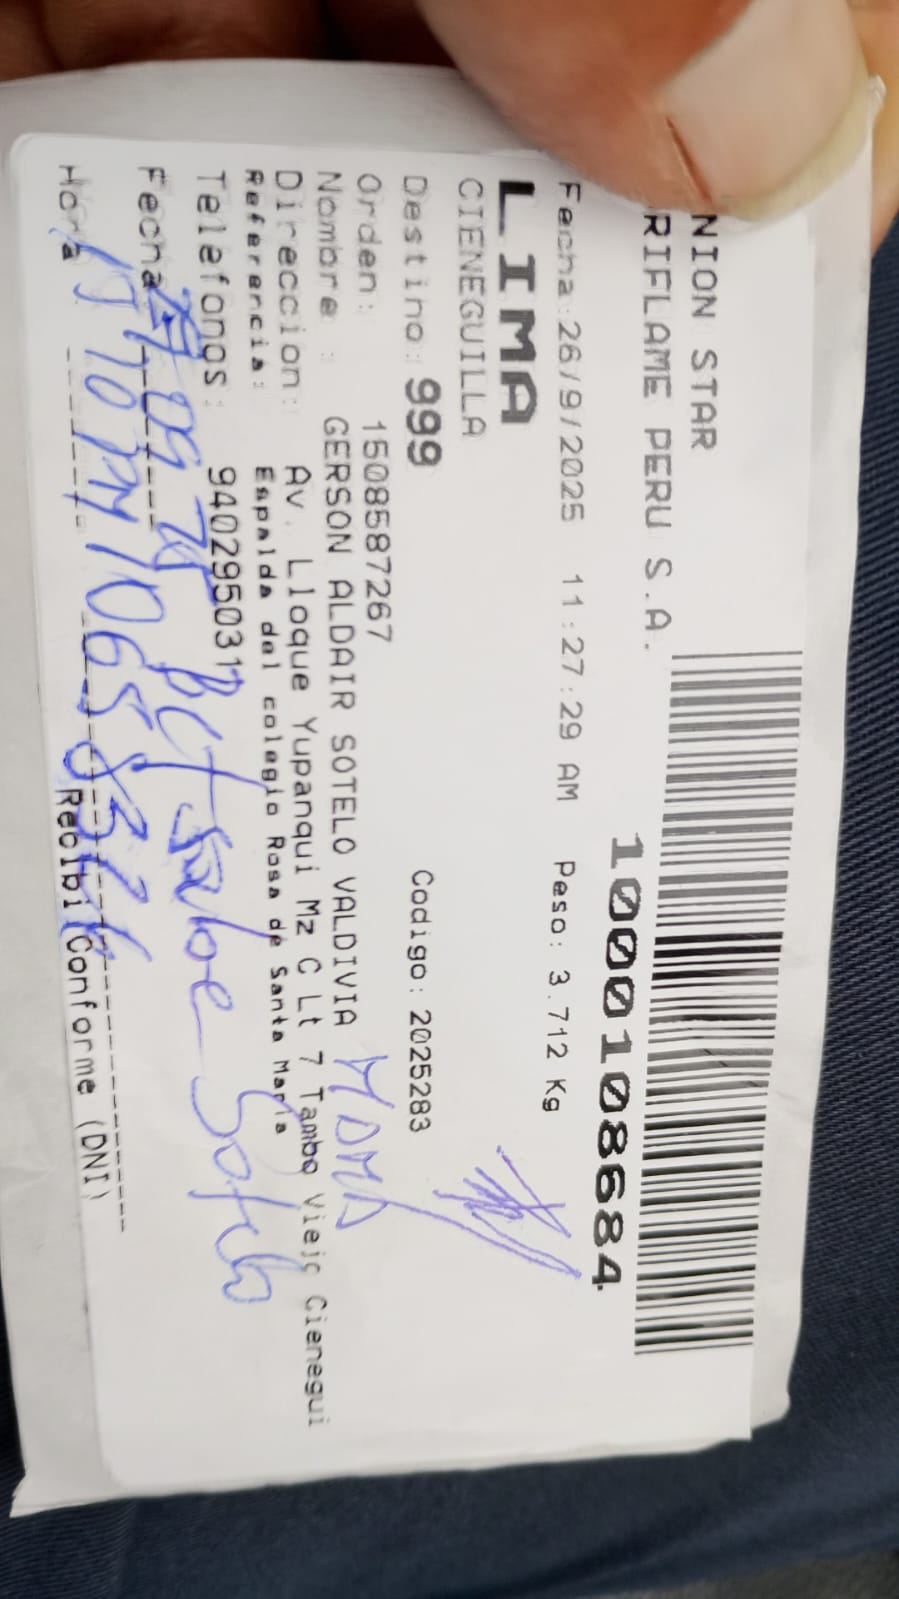 NION STAR
RIFLAME PERU S.A.
1000108684
Fecha:26/9/2025 11:27:29 AM Peso: 3.712 Kg
LIMA
CIENEGUILLA
Destino: 999 Codigo: 2025283
Orden: 1508587267
Nombre : GERSON ALDAIR SOTELO VALDIVIA
Direccion: Av. Lloque Yupanqui Mz C Lt 7 Tambo Viejo Cienegui
Referencia: Espalda del colegio Rosa de Santa Maria
Telefonos: 940295031
Fecha
Hora
Recibi Conforme (DNI)